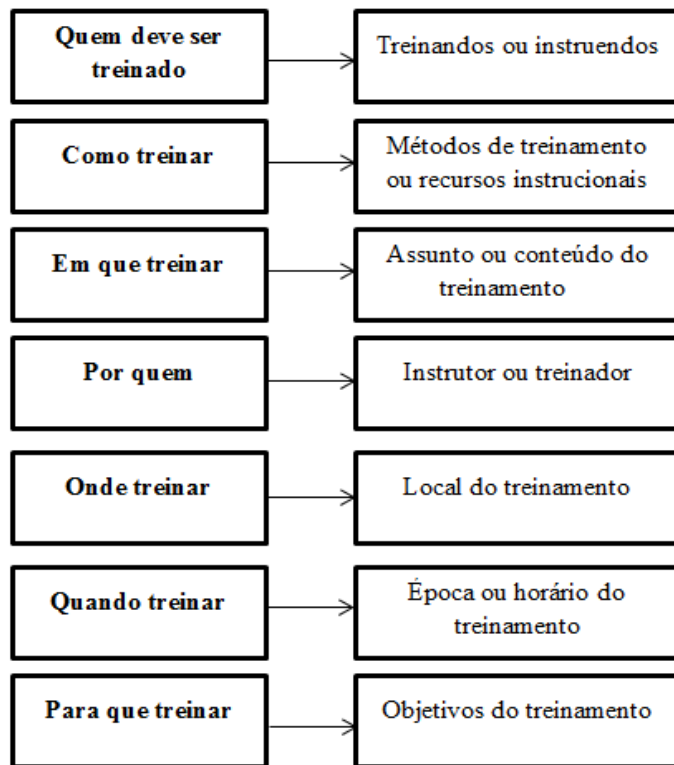 Quem deve ser
treinado
Treinandos ou instruendos
Como treinar
Métodos de treinamento
ou recursos instrucionais
Em que treinar
Assunto ou conteúdo do
treinamento
Por quem
Instrutor ou treinador
Onde treinar
Local do treinamento
Quando treinar
Época ou horário do
treinamento
Para que treinar
Objetivos do treinamento